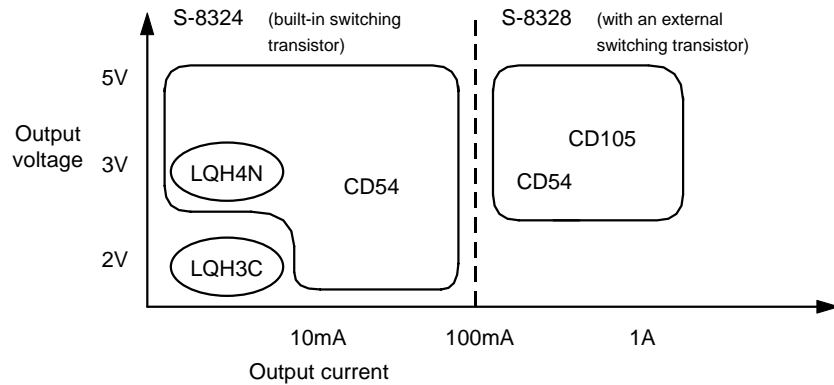 S-8324 (built-in switching
transistor)
S-8328 (with an external
switching transistor)
5V
Output
voltage
3V
2V
LQH4N
LQH3C
CD54
CD105
CD54
10mA 100mA 1A
Output current